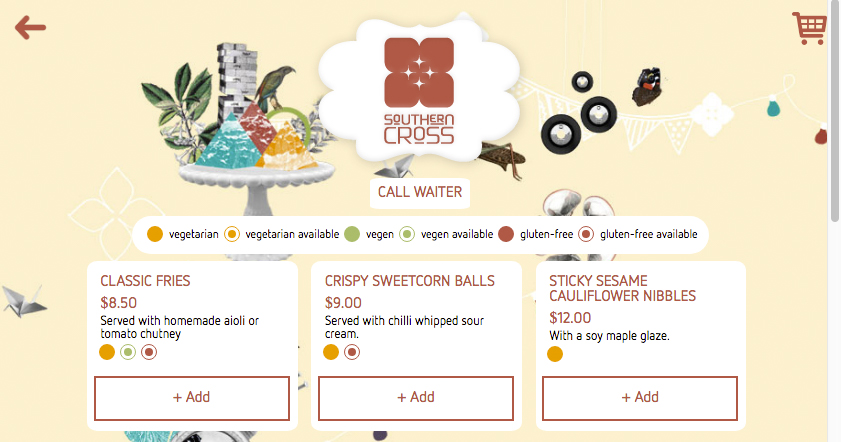 SOUTHERN
CROSS
CALL WAITER
vegetarian vegetarian available vegen vegen available gluten-free gluten-free available
CLASSIC FRIES
$8.50
Served with homemade aioli or
tomato chutney
+ Add
CRISPY SWEETCORN BALLS
$9.00
Served with chilli whipped sour
cream.
+ Add
STICKY SESAME
CAULIFLOWER NIBBLES
$12.00
With a soy maple glaze.
+ Add